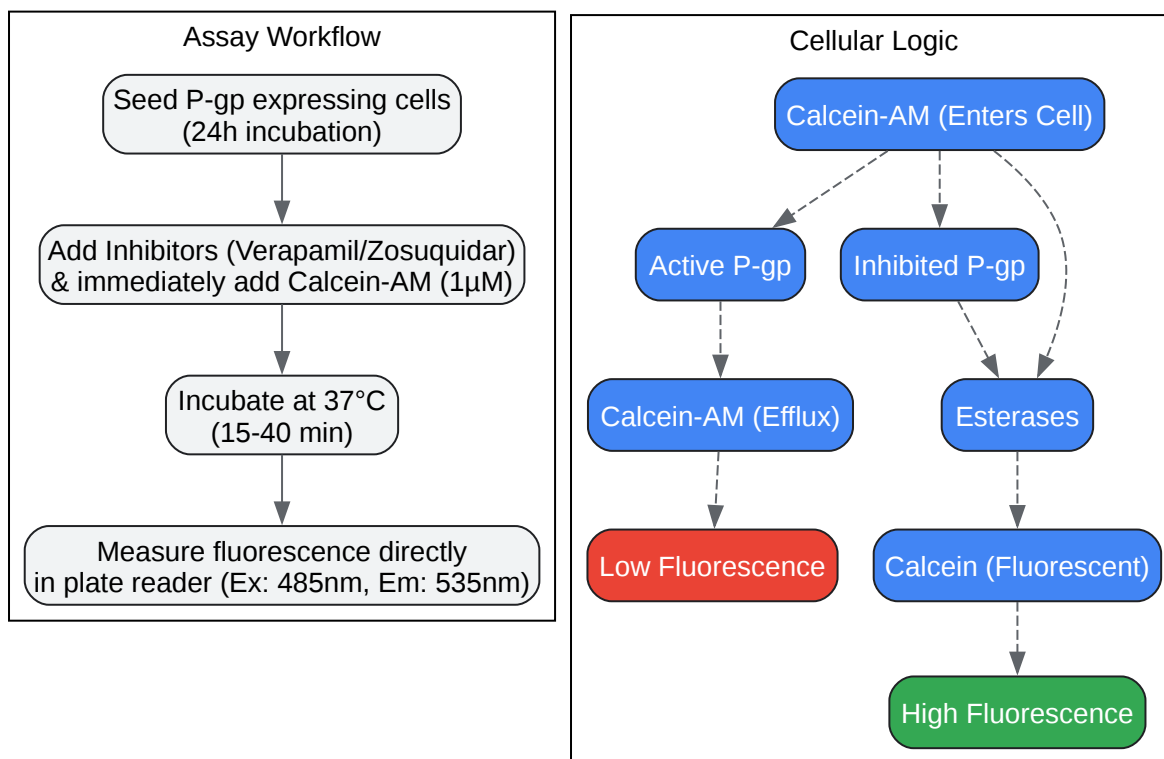 Assay Workflow
Seed P-gp expressing cells
(24h incubation)
Add Inhibitors (Verapamil/Zosuquidar)
& immediately add Calcein-AM (1µM)
Incubate at 37°C
(15-40 min)
Measure fluorescence directly
in plate reader (Ex: 485nm, Em: 535nm)
Cellular Logic
Calcein-AM (Enters Cell)
Active P-gp
Inhibited P-gp
Calcein-AM (Efflux)
Esterases
Low Fluorescence
Calcein (Fluorescent)
High Fluorescence